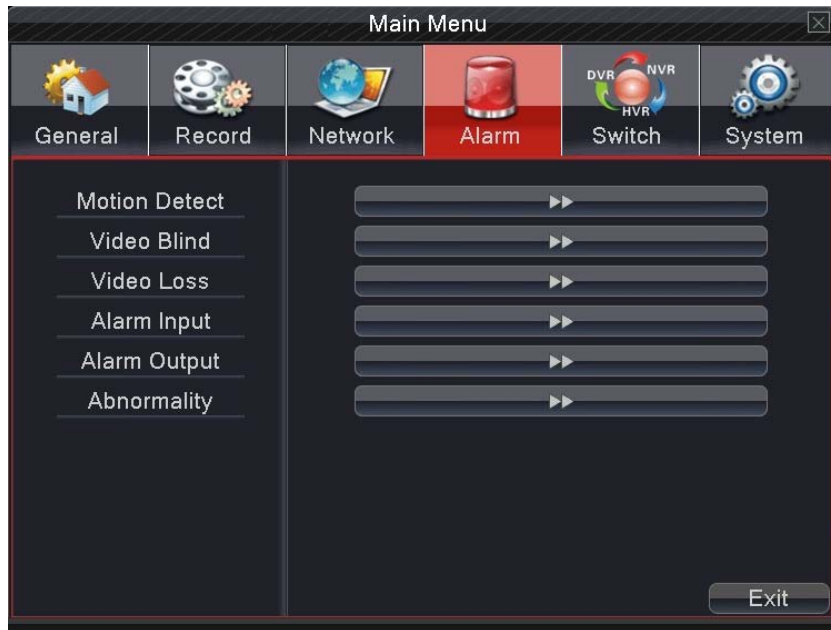 Main Menu
DVR NVR
HVR
General Record Network Alarm Switch System
Motion Detect
Video Blind
Video Loss
Alarm Input
Alarm Output
Abnormality
Exit